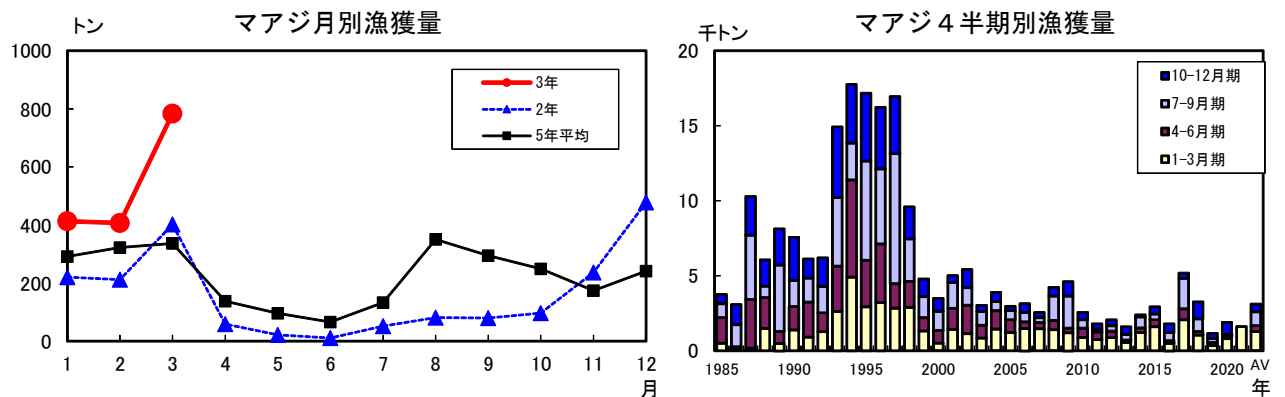 マアジ月別漁獲量
トン
1000
800
600
400
200
0
3年
2年
5年平均
1 2 3 4 5 6 7 8 9 10 11 12
月
マアジ４半期別漁獲量
千トン
20
15
10
5
0
10-12月期
7-9月期
4-6月期
1-3月期
1985 1990 1995 2000 2005 2010 2015 2020 AV
年